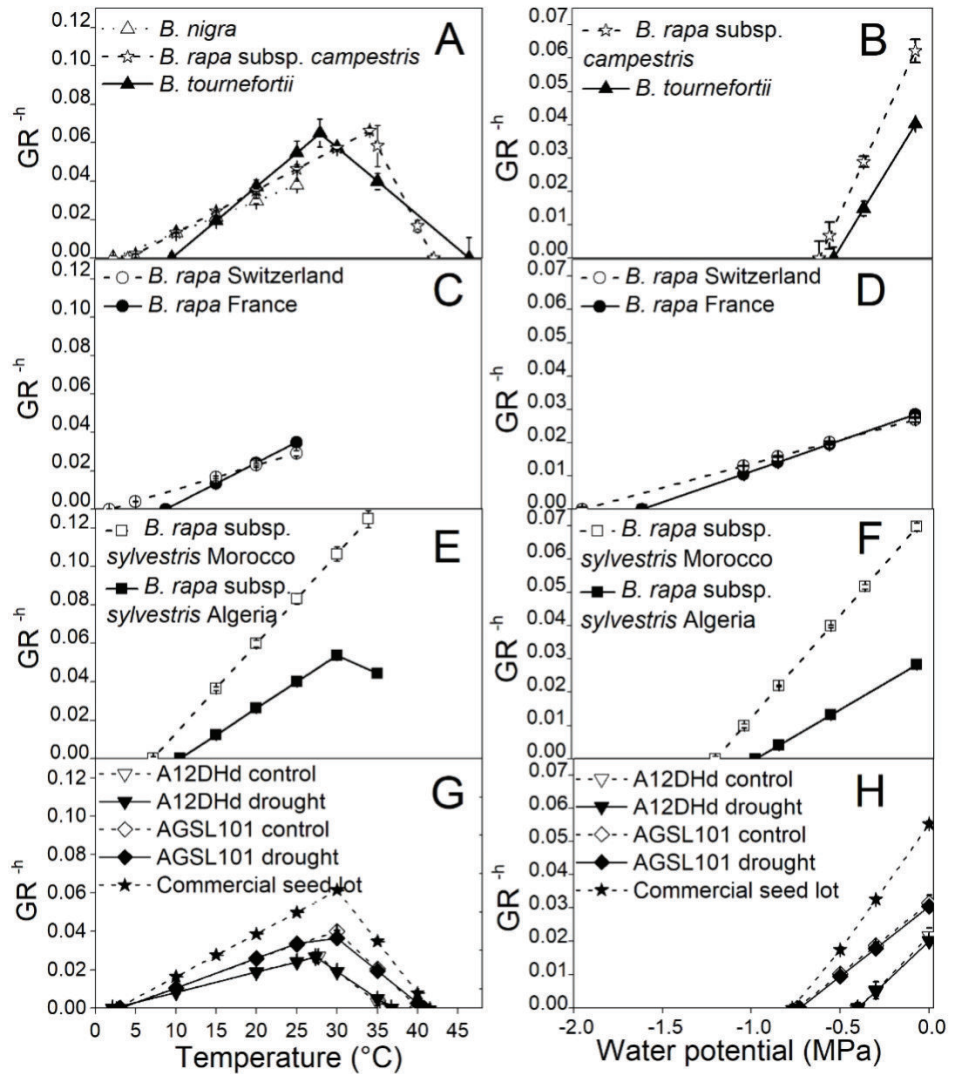 A
B. nigra
B. rapa subsp. campestris
B. tournefortii
GR -h
0.12
0.10
0.08
0.06
0.04
0.02
0.00
B
B. rapa subsp.
campestris
B. tournefortii
GR -h
0.07
0.06
0.05
0.04
0.03
0.02
0.01
0.00
C
B. rapa Switzerland
B. rapa France
GR -h
0.12
0.10
0.08
0.06
0.04
0.02
0.00
D
B. rapa Switzerland
B. rapa France
GR -h
0.07
0.06
0.05
0.04
0.03
0.02
0.01
0.00
E
B. rapa subsp.
sylvestris Morocco
B. rapa subsp.
sylvestris Algeria
GR -h
0.12
0.10
0.08
0.06
0.04
0.02
0.00
F
B. rapa subsp.
sylvestris Morocco
B. rapa subsp.
sylvestris Algeria
GR -h
0.07
0.06
0.05
0.04
0.03
0.02
0.01
0.00
G
A12DHd control
A12DHd drought
AGSL101 control
AGSL101 drought
Commercial seed lot
GR -h
0.12
0.10
0.08
0.06
0.04
0.02
0.00
0 5 10 15 20 25 30 35 40 45
Temperature (°C)
H
A12DHd control
A12DHd drought
AGSL101 control
AGSL101 drought
Commercial seed lot
GR -h
0.07
0.06
0.05
0.04
0.03
0.02
0.01
0.00
-2.0 -1.5 -1.0 -0.5 0.0
Water potential (MPa)